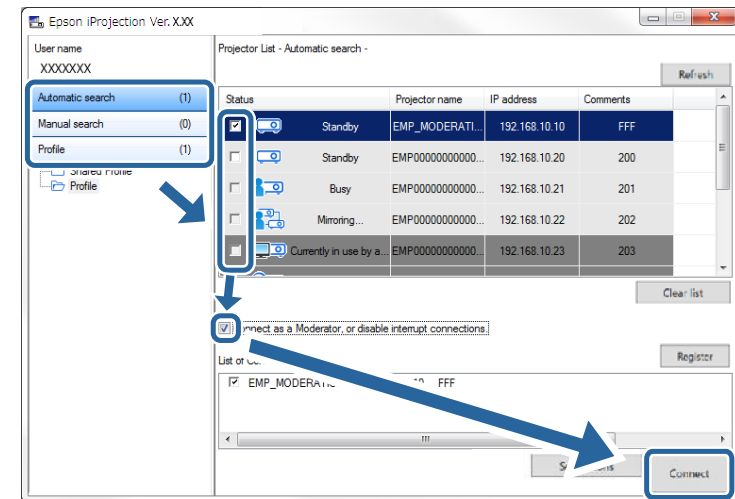 Epson iProjection Ver. X.XX
User name
XXXXXXX
Automatic search (1)
Manual search (0)
Profile (1)
Profile
Projector List - Automatic search -
Refresh
Status Projector name IP address Comments
Standby EMP_MODERATI... 192.168.10.10 FFF
Standby EMP00000000000... 192.168.10.20 200
Busy EMP00000000000... 192.168.10.21 201
Mirroring... EMP00000000000... 192.168.10.22 202
Currently in use by a... EMP00000000000... 192.168.10.23 203
Clear list
as a Moderator, or disable interrupt connections.
List of
Register
FFF
Connect